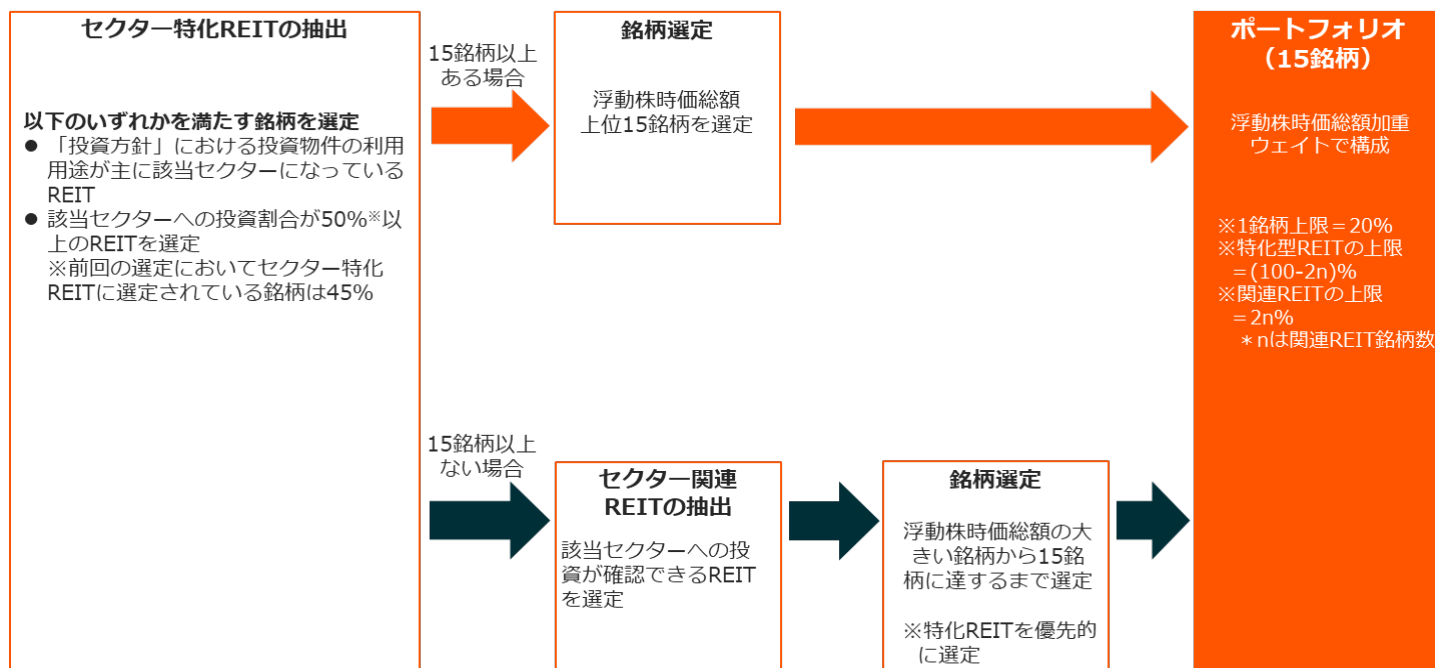 セクター特化REITの抽出
以下のいずれかを満たす銘柄を選定
● 「投資方針」における投資物件の利用
用途が主に該当セクターになっている
REIT
● 該当セクターへの投資割合が50%※以
上のREITを選定
※前回の選定においてセクター特化
REITに選定されている銘柄は45%
15銘柄以上
ある場合
銘柄選定
浮動株時価総額
上位15銘柄を選定
15銘柄以上
ない場合
セクター関連
REITの抽出
該当セクターへの投
資が確認できるREIT
を選定
銘柄選定
浮動株時価総額の大
きい銘柄から15銘
柄に達するまで選定
※特化REITを優先的
に選定
ポートフォリオ
（15銘柄）
浮動株時価総額加重
ウェイトで構成
※1銘柄上限＝20%
※特化型REITの上限
＝(100-2n)%
※関連REITの上限
＝2n%
＊nは関連REIT銘柄数